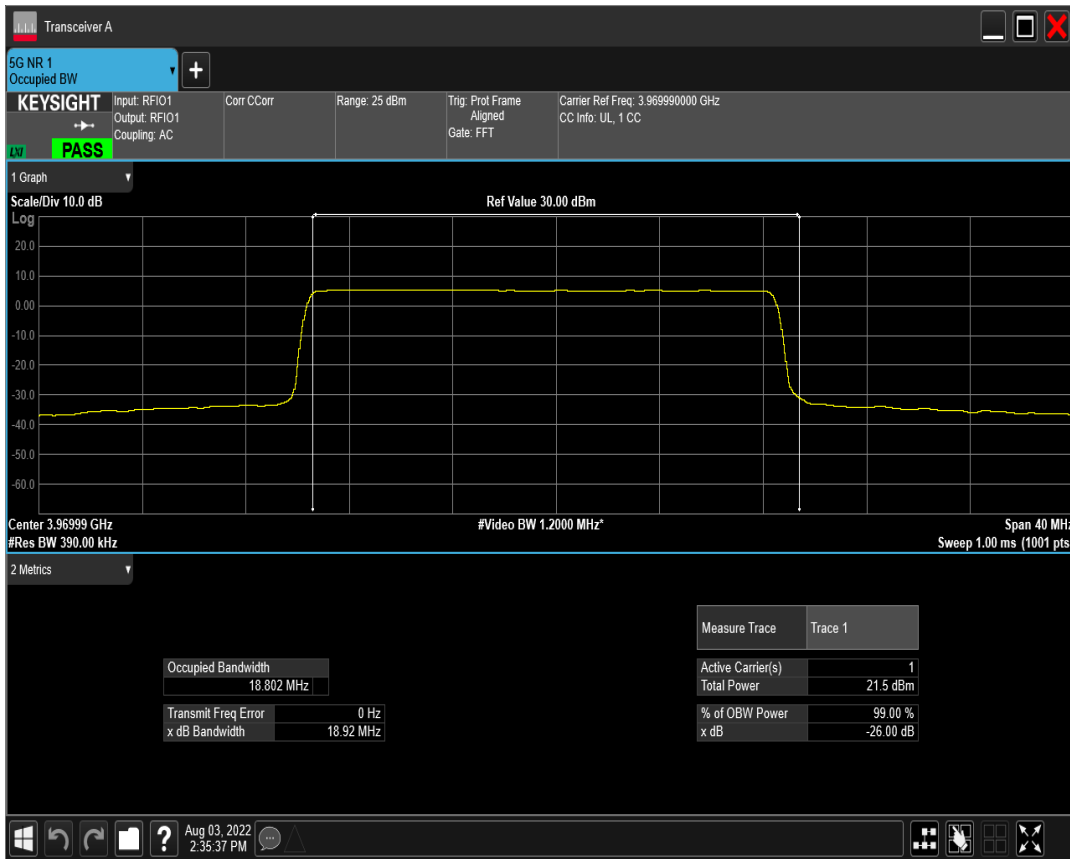 Transceiver A
5G NR 1
Occupied BW
KEYSIGHT
LXI
PASS
Input: RFIO1
Output: RFIO1
Coupling: AC
Corr CCorr
Range: 25 dBm
Trig: Prot Frame
Aligned
Gate: FFT
Carrier Ref Freq: 3.969990000 GHz
CC Info: UL, 1 CC
1 Graph
Scale/Div 10.0 dB
Ref Value 30.00 dBm
Log
20.0
10.0
0.00
-10.0
-20.0
-30.0
-40.0
-50.0
-60.0
Center 3.96999 GHz
#Video BW 1.2000 MHz*
Span 40 MHz
#Res BW 390.00 kHz
Sweep 1.00 ms (1001 pts
2 Metrics
Measure Trace Trace 1
Occupied Bandwidth
18.802 MHz
Active Carrier(s) 1
Total Power 21.5 dBm
Transmit Freq Error 0 Hz
x dB Bandwidth 18.92 MHz
% of OBW Power 99.00 %
x dB -26.00 dB
?
Aug 03, 2022
2:35:37 PM